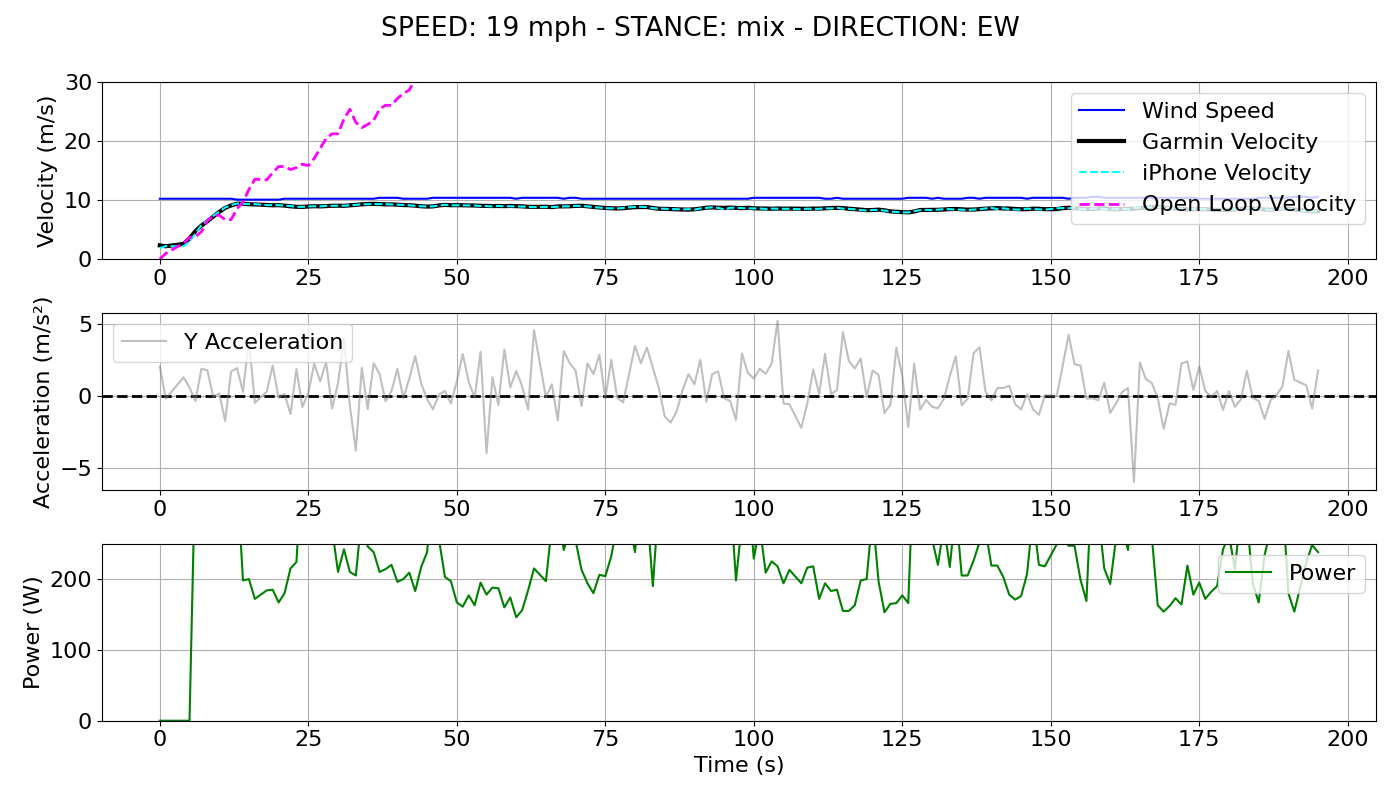 SPEED: 19 mph - STANCE: mix - DIRECTION: EW
Velocity (m/s)
30
20
10
0
Wind Speed
Garmin Velocity
iPhone Velocity
Open Loop Velocity
0 25 50 75 100 125 150 175 200
Acceleration (m/s²)
5
0
−5
Y Acceleration
0 25 50 75 100 125 150 175 200
Power (W)
200
100
0
Power
0 25 50 75 100 125 150 175 200
Time (s)